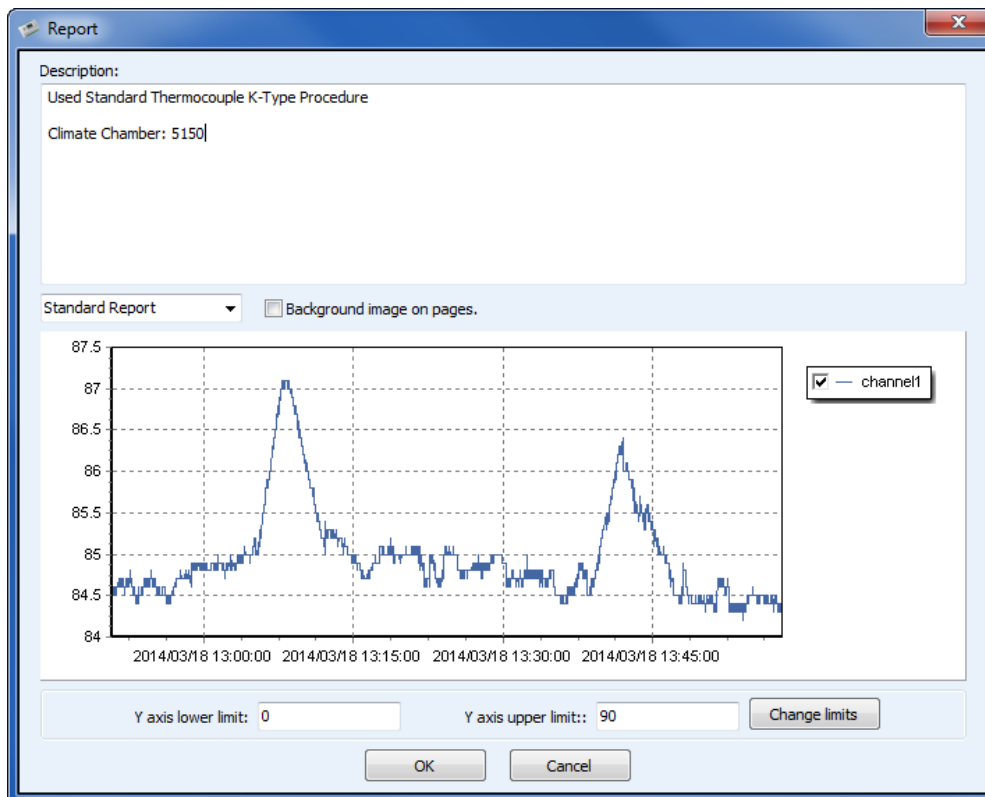 Report
Description:
Used Standard Thermocouple K-Type Procedure
Climate Chamber: 5150
Standard Report
Background image on pages.
87.5
87
86.5
86
85.5
85
84.5
84
channel1
2014/03/18 13:00:00 2014/03/18 13:15:00 2014/03/18 13:30:00 2014/03/18 13:45:00
Y axis lower limit: 0 Y axis upper limit:: 90 Change limits
OK Cancel